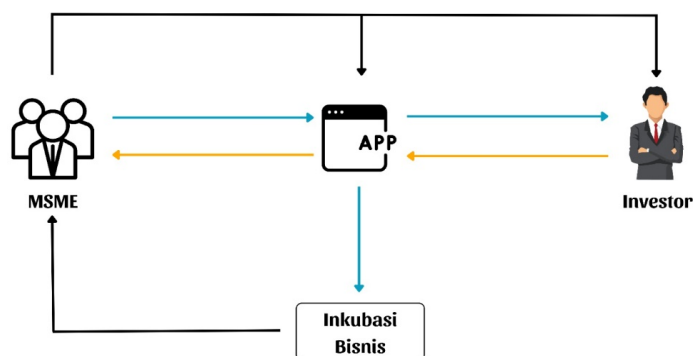 APP
MSME
Investor
Inkubasi
Bisnis